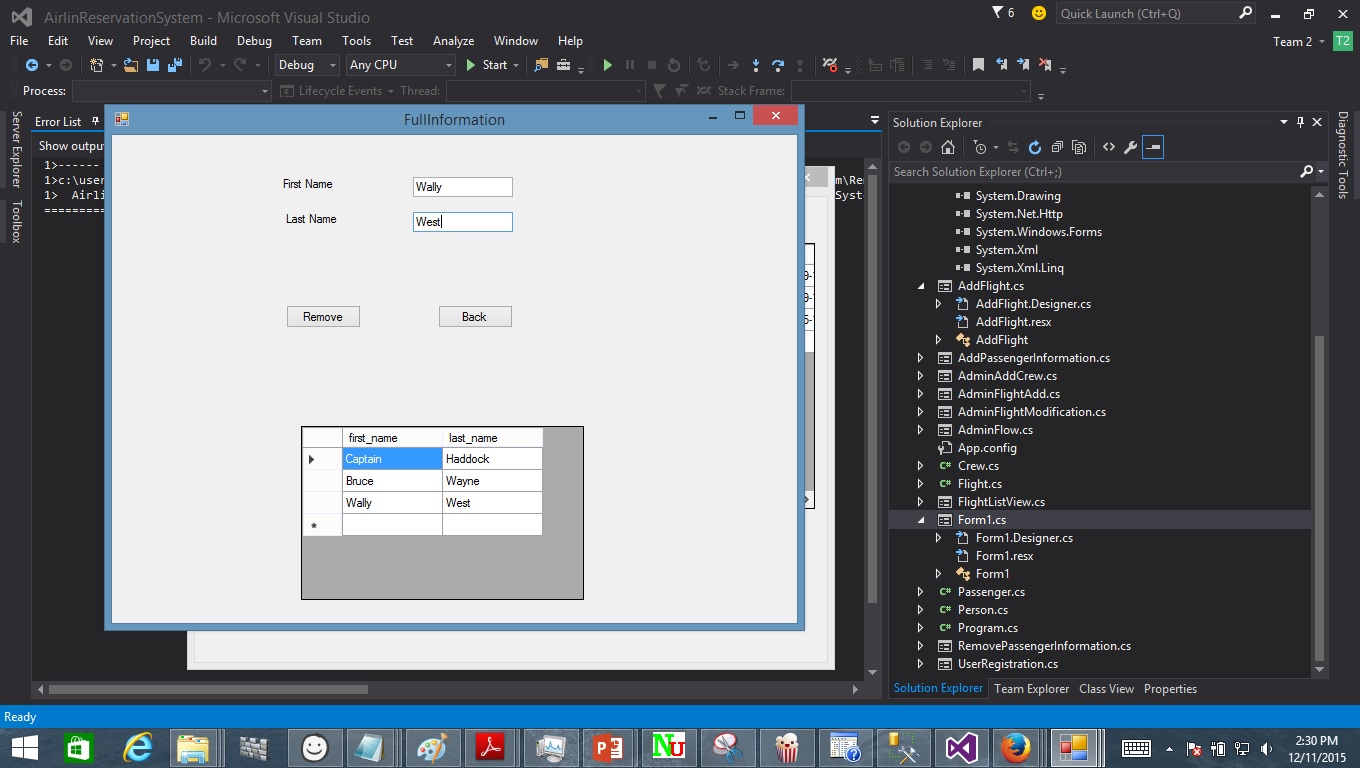 AirlinReservationSystem - Microsoft Visual Studio
6
Quick Launch (Ctrl+Q)
File Edit View Project Build Debug Team Tools Test Analyze Window Help
Team 2 T2
Debug Any CPU Start
Process: Lifecycle Events Thread: Stack Frame:
Server Explorer
Toolbox
Error List
Show outpu
1>------
1>c:\use
1> Airli
==========
m\Re
Syst
FullInformation
First Name Wally
Last Name West
Remove Back
first_name last_name
Captain Haddock
Bruce Wayne
Wally West
*
Solution Explorer
Search Solution Explorer (Ctrl+;)
System.Drawing
System.Net.Http
System.Windows.Forms
System.Xml
System.Xml.Linq
AddFlight.cs
AddFlight.Designer.cs
AddFlight.resx
AddFlight
AddPassengerInformation.cs
AdminAddCrew.cs
AdminFlightAdd.cs
AdminFlightModification.cs
AdminFlow.cs
App.config
C# Crew.cs
C# Flight.cs
FlightListView.cs
Form1.cs
Form1.Designer.cs
Form1.resx
Form1
C# Passenger.cs
C# Person.cs
C# Program.cs
RemovePassengerInformation.cs
UserRegistration.cs
Solution Explorer Team Explorer Class View Properties
Diagnostic Tools
Ready
Nu
2:30 PM
12/11/2015